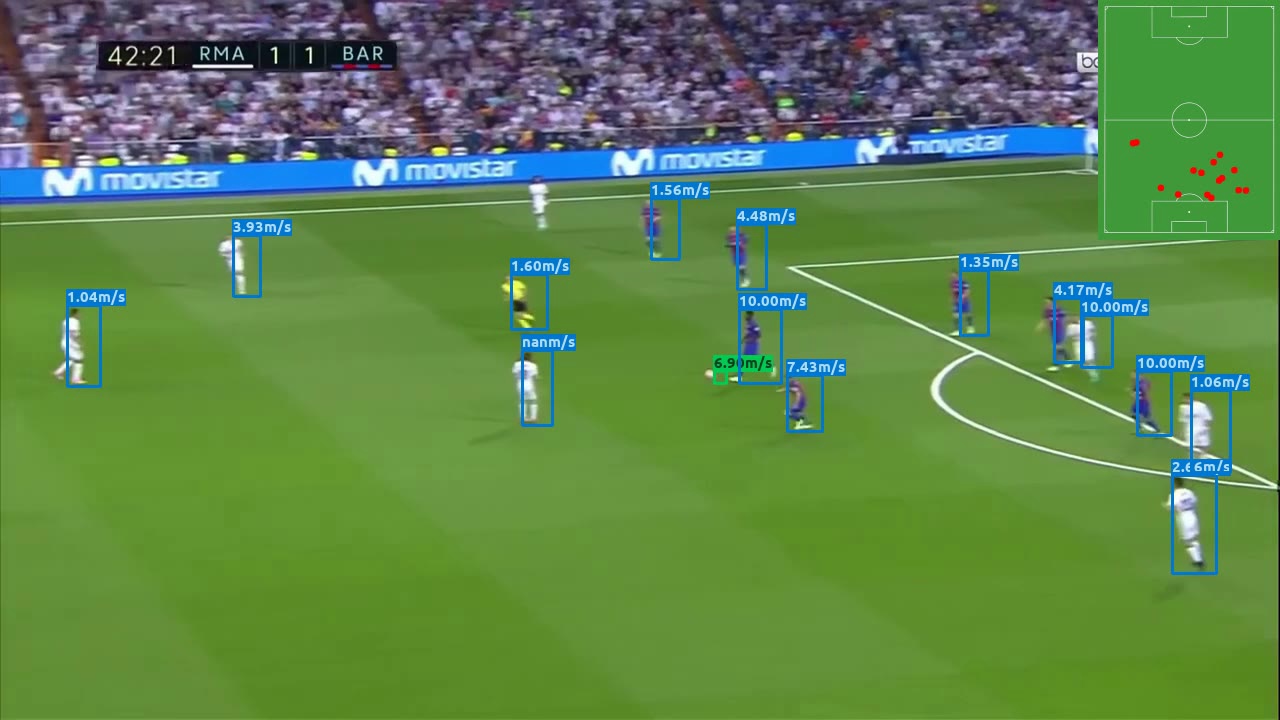 42:21 RMA 1 1 BAR
movistar movistar movistar movistar
1.56m/s
4.48m/s
3.93m/s
1.60m/s
1.35m/s
1.04m/s
10.00m/s
4.17m/s
10.00m/s
nanm/s
6.90m/s
7.43m/s
10.00m/s
1.06m/s
2.66m/s